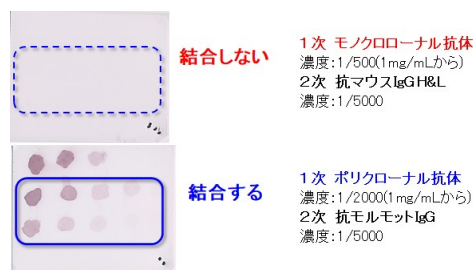 結合しない
1次 モノクロローナル抗体
濃度:1/500(1mg/mLから)
2次 抗マウスIgG H&L
濃度:1/5000
結合する
1次 ポリクローナル抗体
濃度:1/2000(1mg/mLから)
2次 抗モルモットIgG
濃度:1/5000